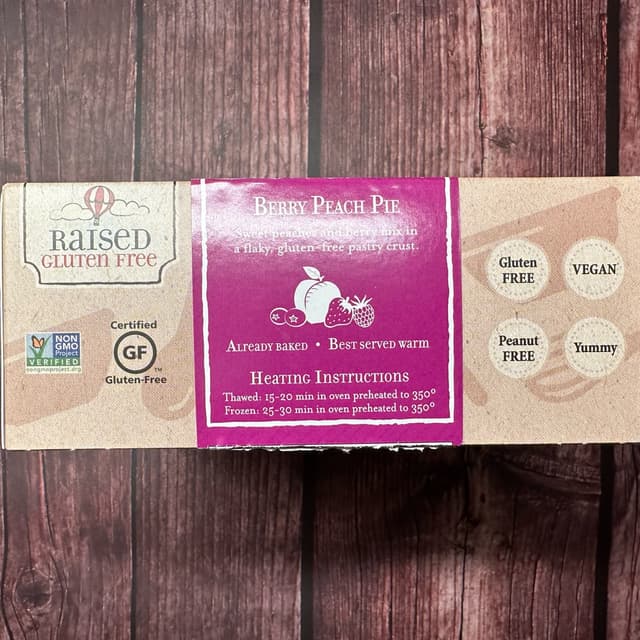 RAISED
GLUTEN FREE
NON
GMO
Project
VERIFIED
nongmoproject.org
Certified
GF
TM
Gluten-Free
Berry Peach Pie
Sweet peaches and berry mix in
a flaky, gluten-free pastry crust.
Already baked • Best served warm
Heating Instructions
Thawed: 15-20 min in oven preheated to 350°
Frozen: 25-30 min in oven preheated to 350°
Gluten
FREE
VEGAN
Peanut
FREE
Yummy